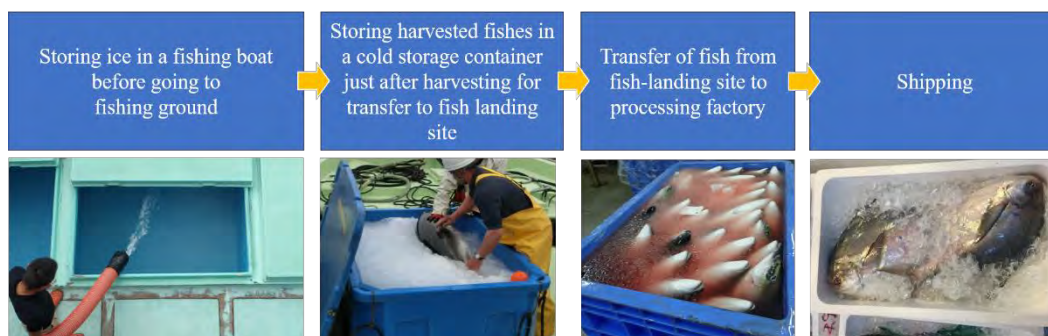 Storing ice in a fishing boat
before going to
fishing ground
Storing harvested fishes in
a cold storage container
just after harvesting for
transfer to fish landing
site
Transfer of fish from
fish-landing site to
processing factory
Shipping